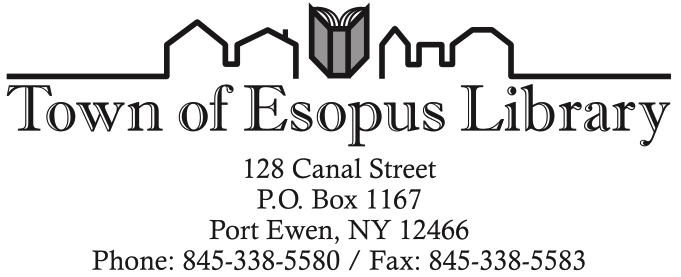 Town of Esopus Library
128 Canal Street
P.O. Box 1167
Port Ewen, NY 12466
Phone: 845-338-5580 / Fax: 845-338-5583